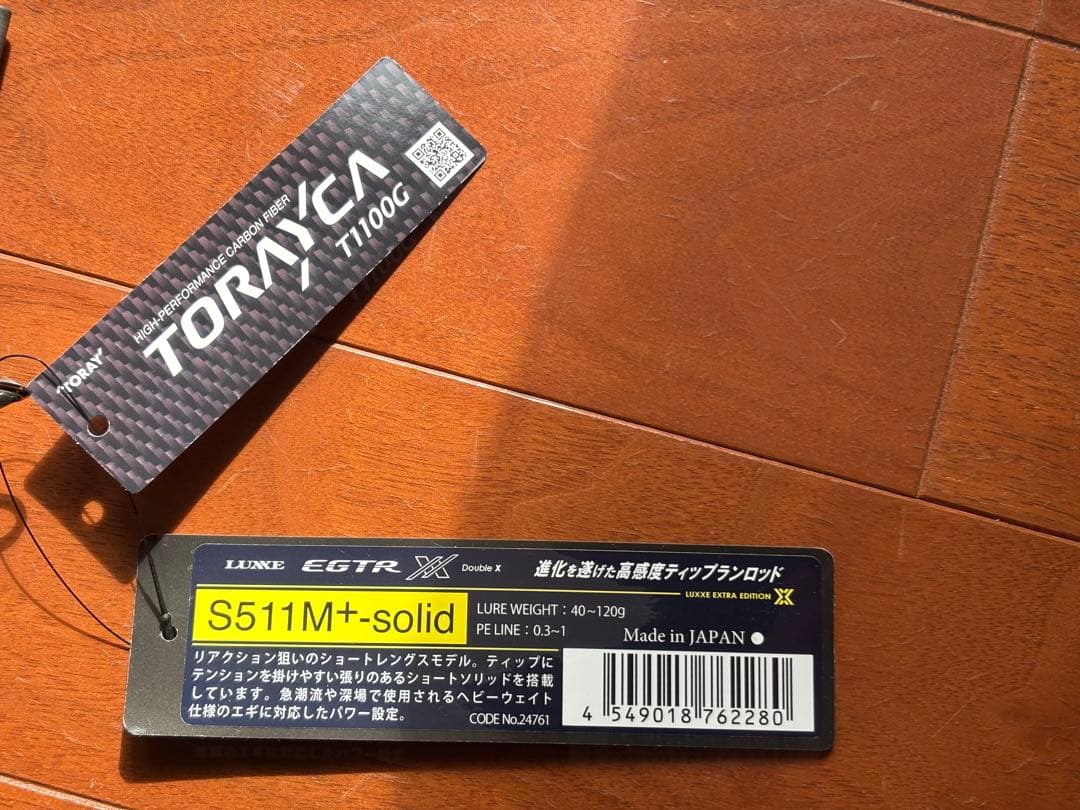 TORAY
HIGH-PERFORMANCE CARBON FIBER
TORAYCA
T1100G
LUXXE EGTR XX Double X 進化を遂げた高感度ティップランロッド
LUXXE EXTRA EDITION XX
S511M+-solid
LURE WEIGHT：40~120g
PE LINE：0.3~1
Made in JAPAN ●
リアクション狙いのショートレングスモデル。ティップに
テンションを掛けやすい張りのあるショートソリッドを搭載
しています。急潮流や深場で使用されるヘビーウェイト
仕様のエギに対応したパワー設定。
CODE No.24761
4 549018 762280